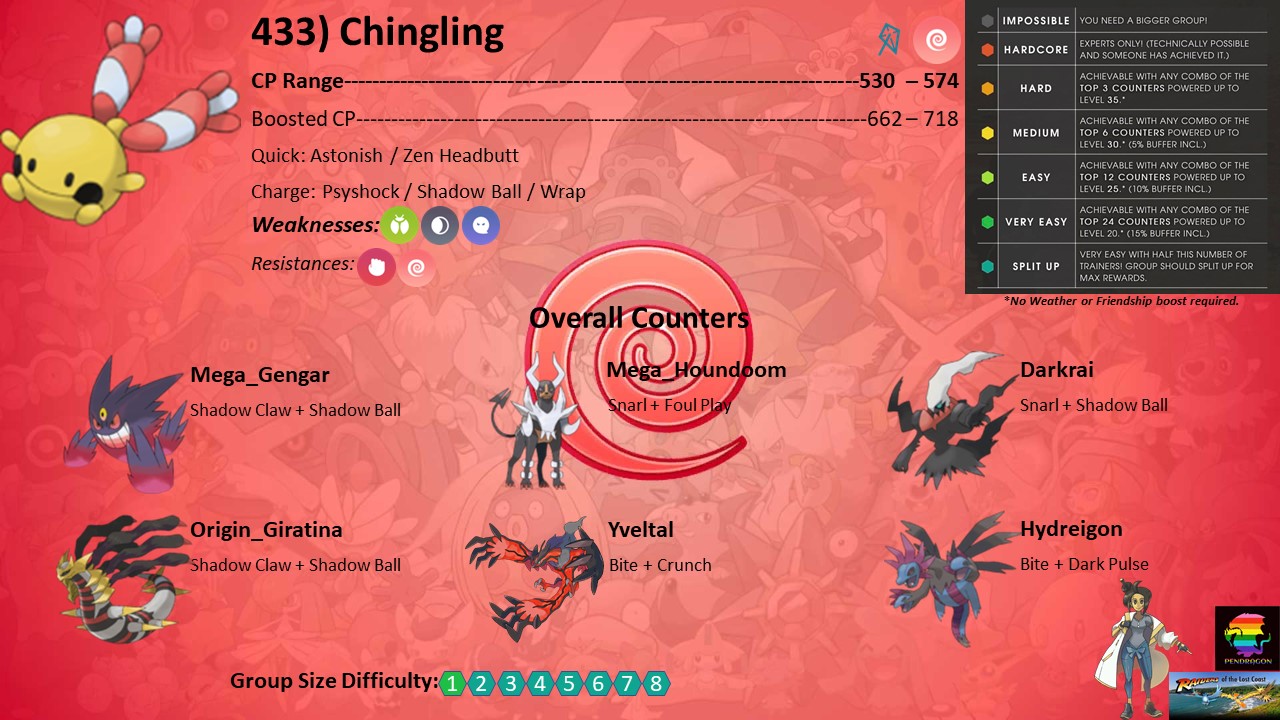 433) Chingling
CP Range---530 – 574
Boosted CP---662 – 718
Quick: Astonish / Zen Headbutt
Charge: Psyshock / Shadow Ball / Wrap
Weaknesses:
Resistances:
IMPOSSIBLE YOU NEED A BIGGER GROUP!
HARDCORE EXPERTS ONLY! (TECHNICALLY POSSIBLE
AND SOMEONE HAS ACHIEVED IT.)
HARD ACHIEVABLE WITH ANY COMBO OF THE
TOP 3 COUNTERS POWERED UP TO
LEVEL 35.*
MEDIUM ACHIEVABLE WITH ANY COMBO OF THE
TOP 6 COUNTERS POWERED UP TO
LEVEL 30.* (5% BUFFER INCL.)
EASY ACHIEVABLE WITH ANY COMBO OF THE
TOP 12 COUNTERS POWERED UP TO
LEVEL 25.* (10% BUFFER INCL.)
VERY EASY ACHIEVABLE WITH ANY COMBO OF THE
TOP 24 COUNTERS POWERED UP TO
LEVEL 20.* (15% BUFFER INCL.)
SPLIT UP VERY EASY WITH HALF THIS NUMBER OF
TRAINERS! GROUP SHOULD SPLIT UP FOR
MAX REWARDS.
*No Weather or Friendship boost required.
Overall Counters
Mega_Gengar
Shadow Claw + Shadow Ball
Mega_Houndoom
Snarl + Foul Play
Darkrai
Snarl + Shadow Ball
Origin_Giratina
Shadow Claw + Shadow Ball
Yveltal
Bite + Crunch
Hydreigon
Bite + Dark Pulse
Group Size Difficulty: 1 2 3 4 5 6 7 8
PENDRAGON
RAIDERS of the Lost Coast